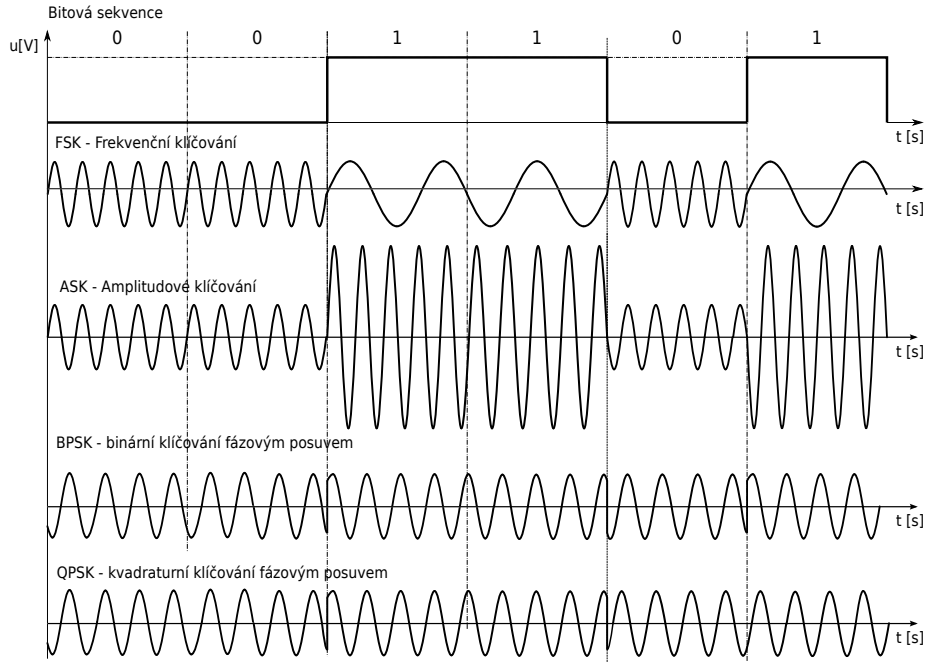 Bitová sekvence
u[V]
0 0 1 1 0 1
t [s]
FSK - Frekvenční klíčování
t [s]
ASK - Amplitudové klíčování
t [s]
BPSK - binární klíčování fázovým posuvem
t [s]
QPSK - kvadraturní klíčování fázovým posuvem
t [s]